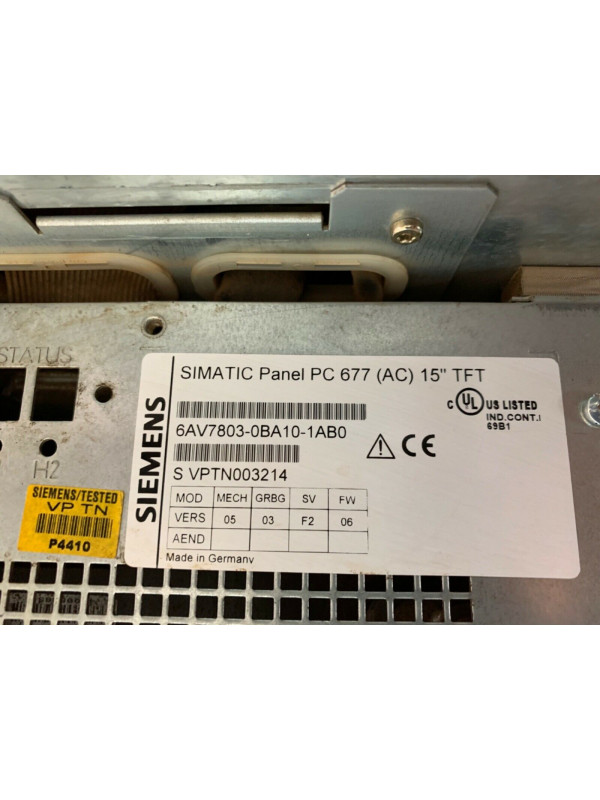 STATUS
H2
SIEMENS/TESTED
VP TN
P4410
SIEMENS
SIMATIC Panel PC 677 (AC) 15" TFT
6AV7803-0BA10-1AB0
S VPTN003214
C UL US LISTED
IND.CONT.
69B1
CE
MOD MECH GRBG SV FW
VERS 05 03 F2 06
AEND
Made in Germany